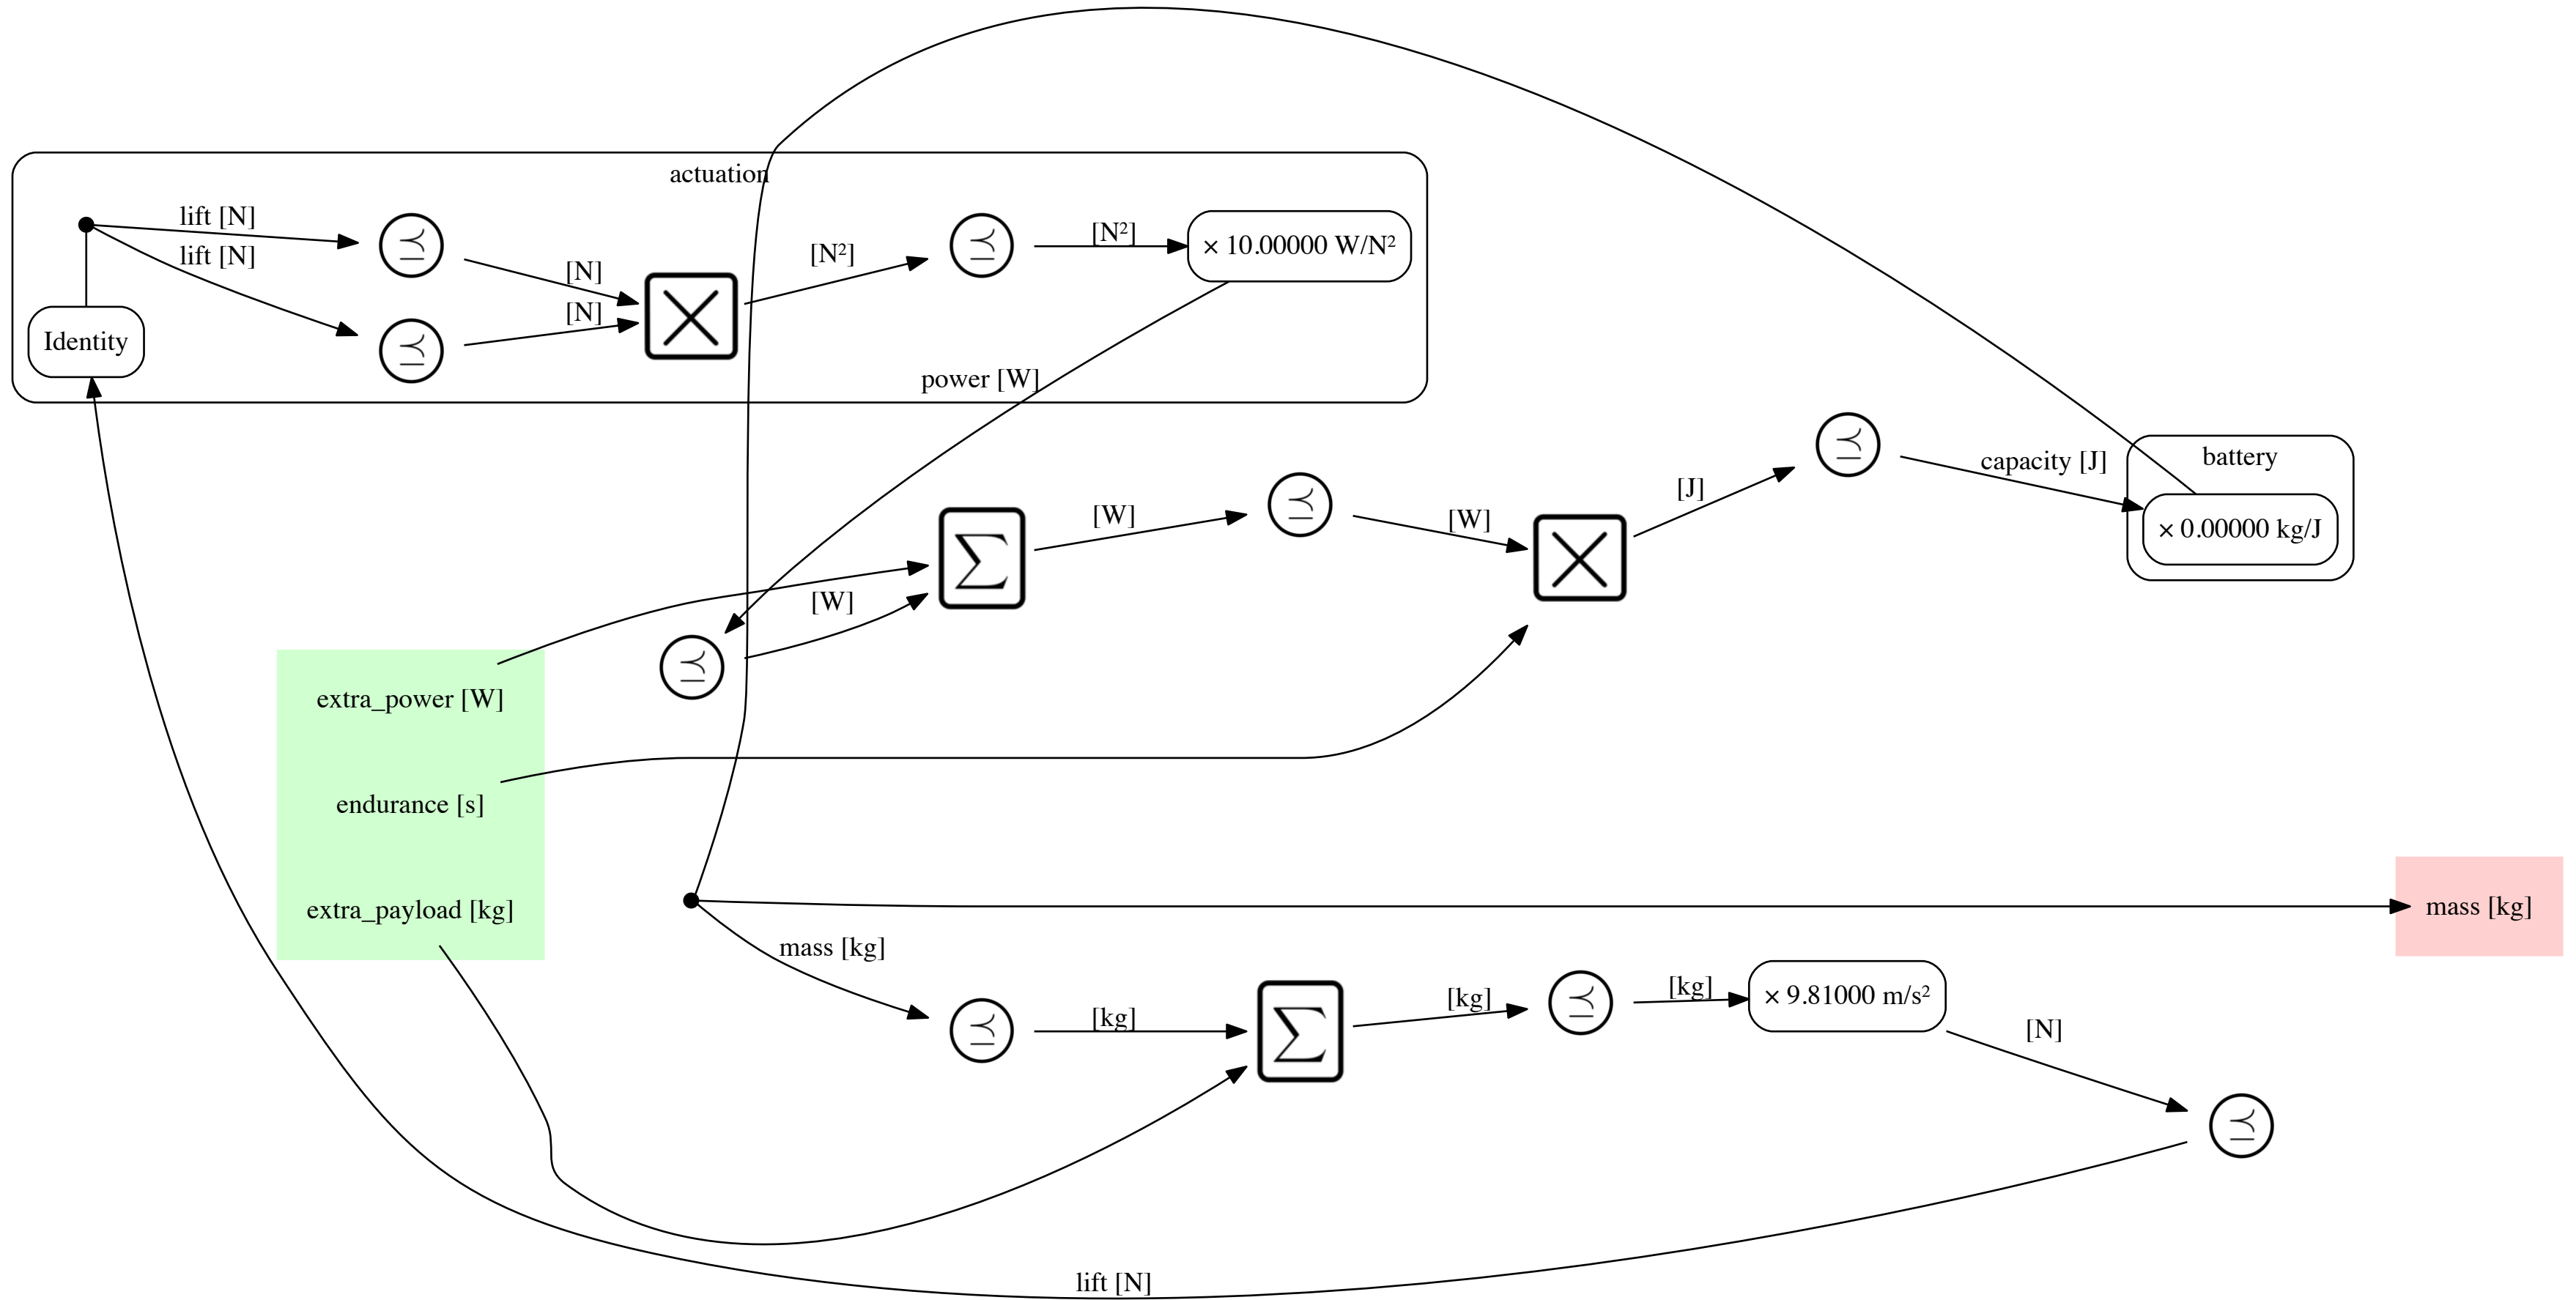 actuation
lift [N]
lift [N]
⪯
[N]
[N²]
⪯
[N²]
× 10.00000 W/N²
[N]
Identity
⪯
×
power [W]
⪯
capacity [J]
battery
× 0.00000 kg/J
[J]
[W]
⪯
[W]
Σ
×
[W]
⪯
extra_power [W]
endurance [s]
extra_payload [kg]
mass [kg]
mass [kg]
⪯
[kg]
Σ
[kg]
⪯
[kg]
× 9.81000 m/s²
[N]
⪯
lift [N]